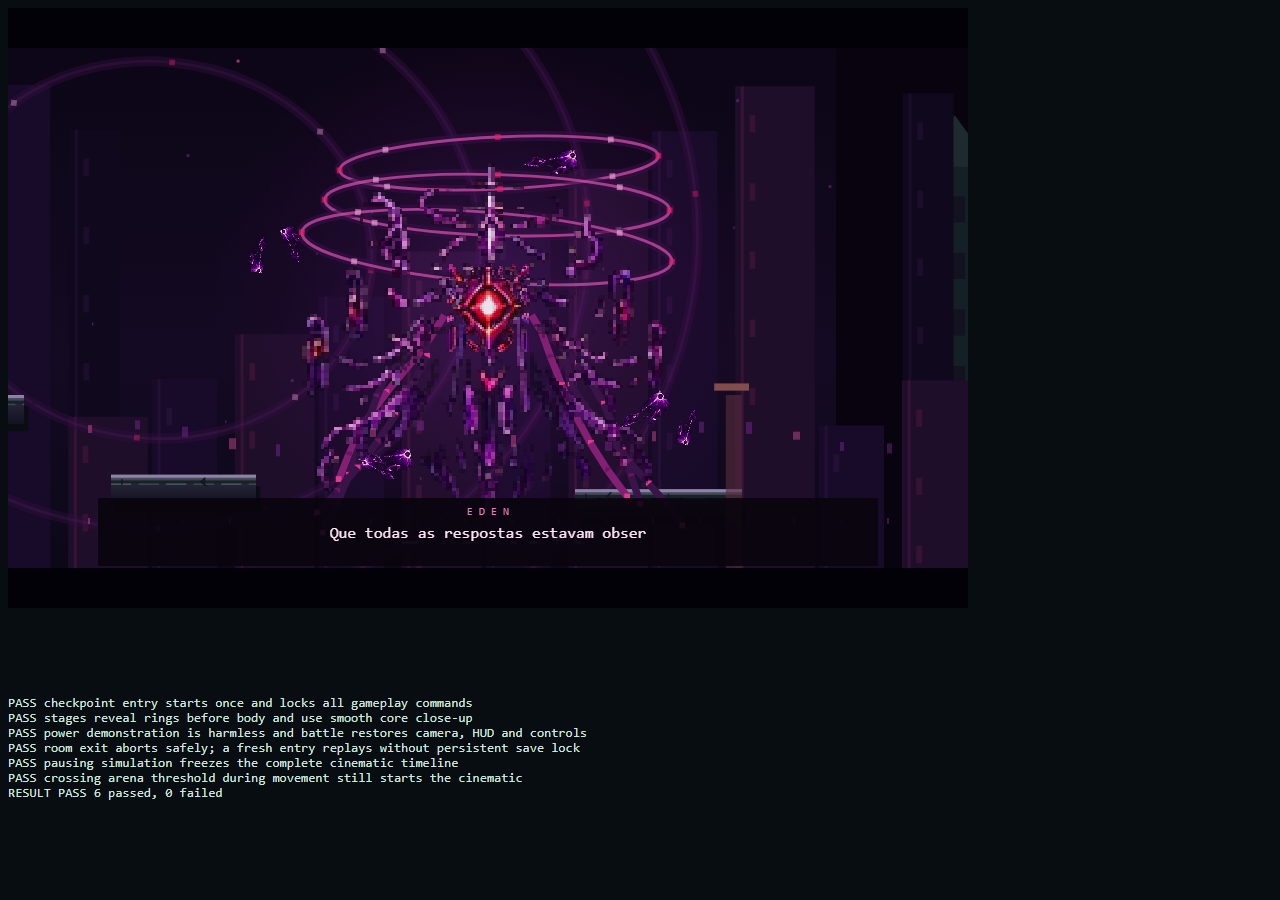 EDEN
Que todas as respostas estavam obser
PASS checkpoint entry starts once and locks all gameplay commands
PASS stages reveal rings before body and use smooth core close-up
PASS power demonstration is harmless and battle restores camera, HUD and controls
PASS room exit aborts safely; a fresh entry replays without persistent save lock
PASS pausing simulation freezes the complete cinematic timeline
PASS crossing arena threshold during movement still starts the cinematic
RESULT PASS 6 passed, 0 failed